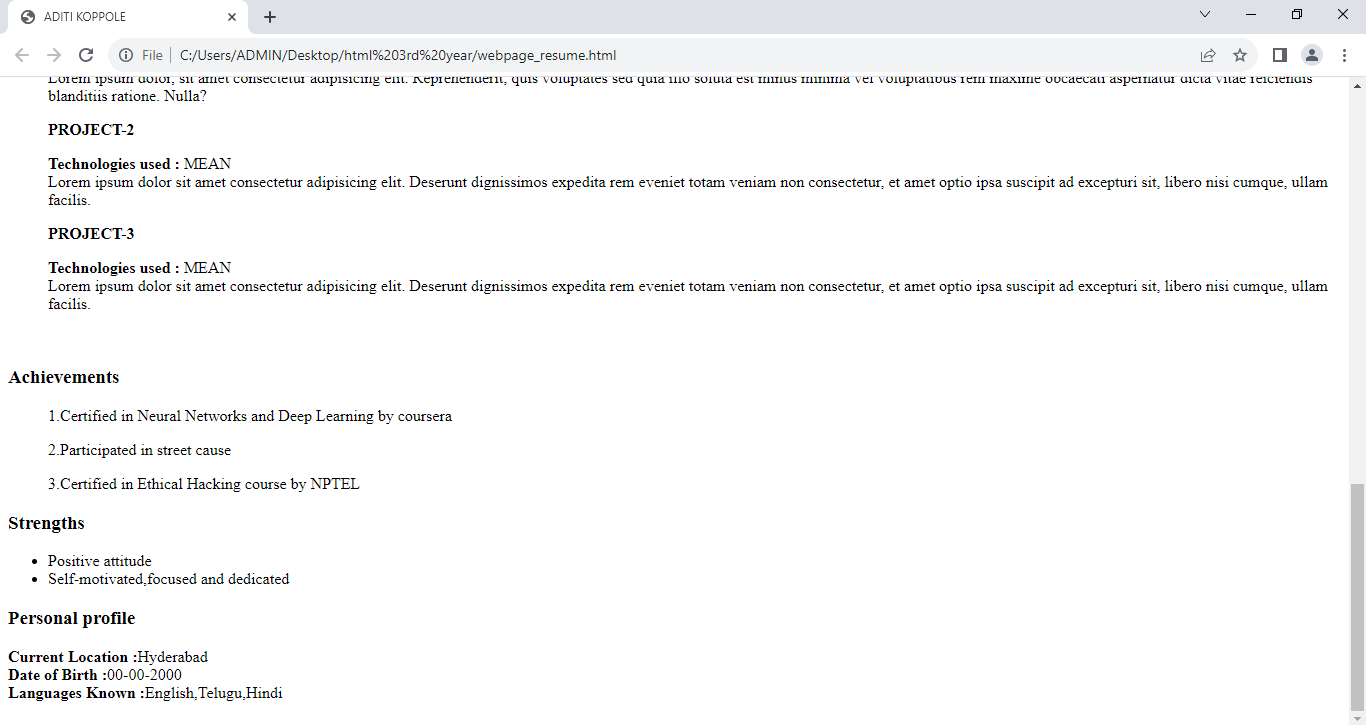 ADITI KOPPOLE
File C:/Users/ADMIN/Desktop/html%203rd%20year/webpage_resume.html
Lorem ipsum dolor, sit amet consectetur adipisicing elit. Reprehenderit, quis voluptates sed quia illo soluta est minus minima vel voluptatibus rem maxime obcaecati aspernatur dicta vitae reiciendis
blanditiis ratione. Nulla?
PROJECT-2
Technologies used : MEAN
Lorem ipsum dolor sit amet consectetur adipisicing elit. Deserunt dignissimos expedita rem eveniet totam veniam non consectetur, et amet optio ipsa suscipit ad excepturi sit, libero nisi cumque, ullam
facilis.
PROJECT-3
Technologies used : MEAN
Lorem ipsum dolor sit amet consectetur adipisicing elit. Deserunt dignissimos expedita rem eveniet totam veniam non consectetur, et amet optio ipsa suscipit ad excepturi sit, libero nisi cumque, ullam
facilis.
Achievements
1.Certified in Neural Networks and Deep Learning by coursera
2.Participated in street cause
3.Certified in Ethical Hacking course by NPTEL
Strengths
• Positive attitude
• Self-motivated,focused and dedicated
Personal profile
Current Location :Hyderabad
Date of Birth :00-00-2000
Languages Known :English,Telugu,Hindi